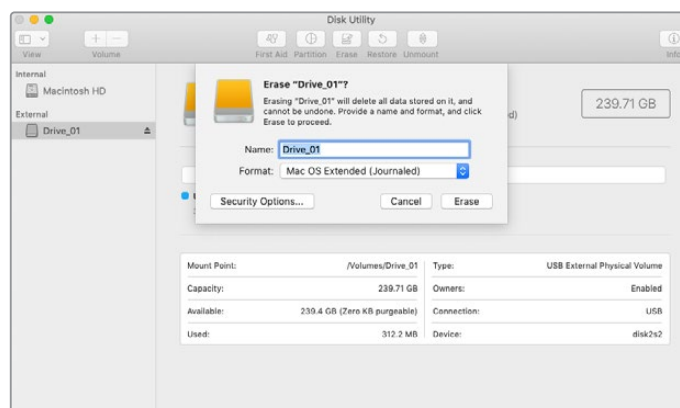 Disk Utility
View
Volume
First Aid Partition Erase Restore Unmount
Info
Internal
Macintosh HD
External
Drive_01
Erase "Drive_01"?
Erasing "Drive_01" will delete all data stored on it, and
cannot be undone. Provide a name and format, and click
Erase to proceed.
d)
239.71 GB
Name: Drive_01
Format: Mac OS Extended (Journaled)
Security Options...
Cancel
Erase
Mount Point: /Volumes/Drive_01
Type: USB External Physical Volume
Capacity: 239.71 GB
Owners: Enabled
Available: 239.4 GB (Zero KB purgeable)
Connection: USB
Used: 312.2 MB
Device: disk2s2